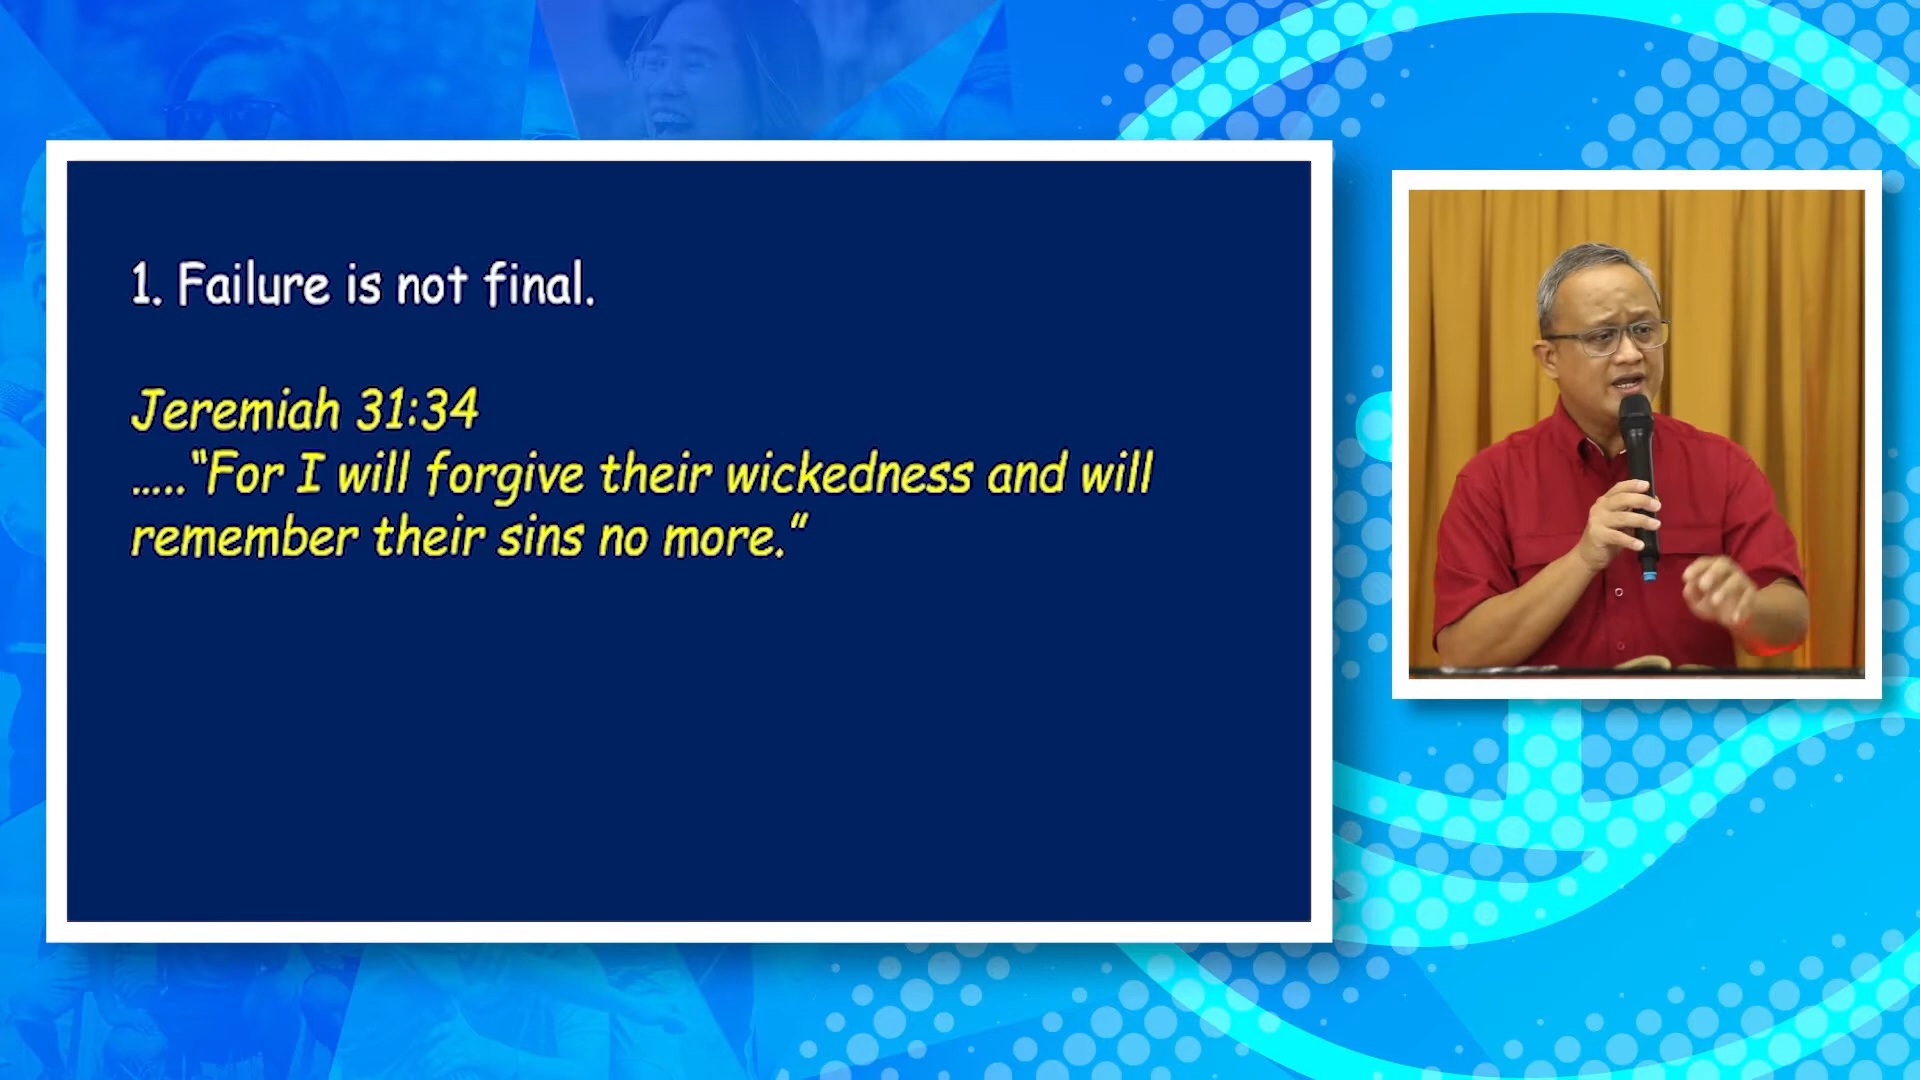 1. Failure is not final.
Jeremiah 31:34
....."For I will forgive their wickedness and will
remember their sins no more."